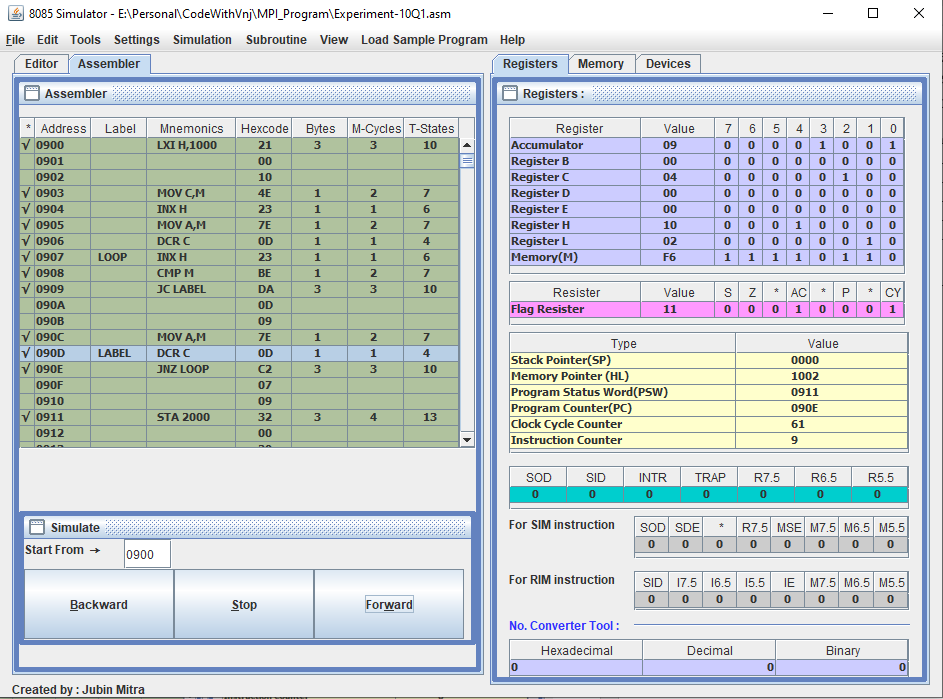 8085 Simulator - E:\Personal\CodeWithVnj\MPI_Program\Experiment-10Q1.asm
File Edit Tools Settings Simulation Subroutine View Load Sample Program Help
Editor Assembler
Assembler
* Address Label Mnemonics Hexcode Bytes M-Cycles T-States
√ 0900 LXI H,1000 21 3 3 10
0901 00
0902 10
√ 0903 MOV C,M 4E 1 2 7
√ 0904 INX H 23 1 1 6
√ 0905 MOV A,M 7E 1 2 7
√ 0906 DCR C 0D 1 1 4
√ 0907 LOOP INX H 23 1 1 6
√ 0908 CMP M BE 1 2 7
√ 0909 JC LABEL DA 3 3 10
090A 0D
090B 09
√ 090C MOV A,M 7E 1 2 7
√ 090D LABEL DCR C 0D 1 1 4
√ 090E JNZ LOOP C2 3 3 10
090F 07
0910 09
√ 0911 STA 2000 32 3 4 13
0912 00
Simulate
Start From → 0900
Backward Stop Forward
Created by : Jubin Mitra
Registers Memory Devices
Registers :
Register Value 7 6 5 4 3 2 1 0
Accumulator 09 0 0 0 0 1 0 0 1
Register B 00 0 0 0 0 0 0 0 0
Register C 04 0 0 0 0 0 1 0 0
Register D 00 0 0 0 0 0 0 0 0
Register E 00 0 0 0 0 0 0 0 0
Register H 10 0 0 0 1 0 0 0 0
Register L 02 0 0 0 0 0 0 1 0
Memory(M) F6 1 1 1 1 0 1 1 0
Resister Value S Z * AC * P * CY
Flag Resister 11 0 0 0 1 0 0 0 1
Type Value
Stack Pointer(SP) 0000
Memory Pointer (HL) 1002
Program Status Word(PSW) 0911
Program Counter(PC) 090E
Clock Cycle Counter 61
Instruction Counter 9
SOD SID INTR TRAP R7.5 R6.5 R5.5
0 0 0 0 0 0 0
For SIM instruction SOD SDE * R7.5 MSE M7.5 M6.5 M5.5
0 0 0 0 0 0 0 0
For RIM instruction SID I7.5 I6.5 I5.5 IE M7.5 M6.5 M5.5
0 0 0 0 0 0 0 0
No. Converter Tool :
Hexadecimal Decimal Binary
0 0 0